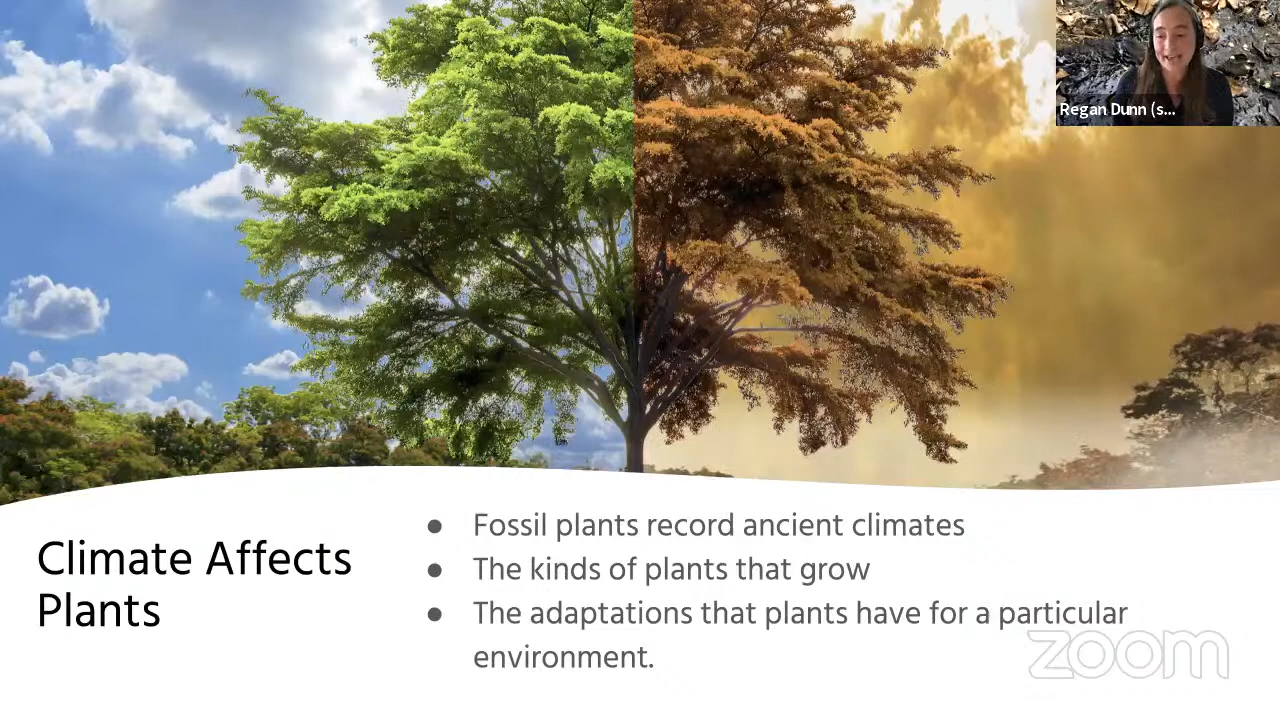 Regan Dunn (s...
Climate Affects
Plants
● Fossil plants record ancient climates
● The kinds of plants that grow
● The adaptations that plants have for a particular
environment.
zoom